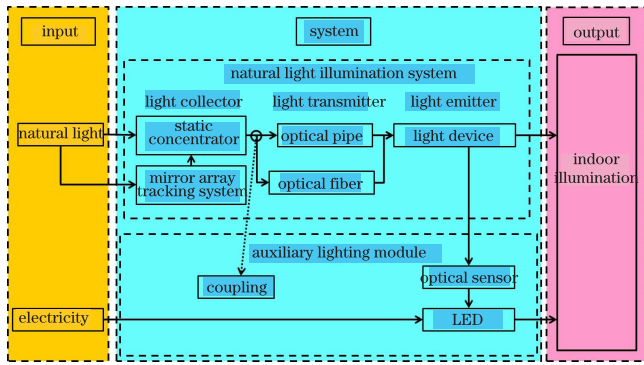 input
system
output
natural light illumination system
light collector
light transmitter
light emitter
natural light
static
concentrator
optical pipe
light device
mirror array
tracking system
optical fiber
indoor
illumination
auxiliary lighting module
coupling
optical sensor
electricity
LED